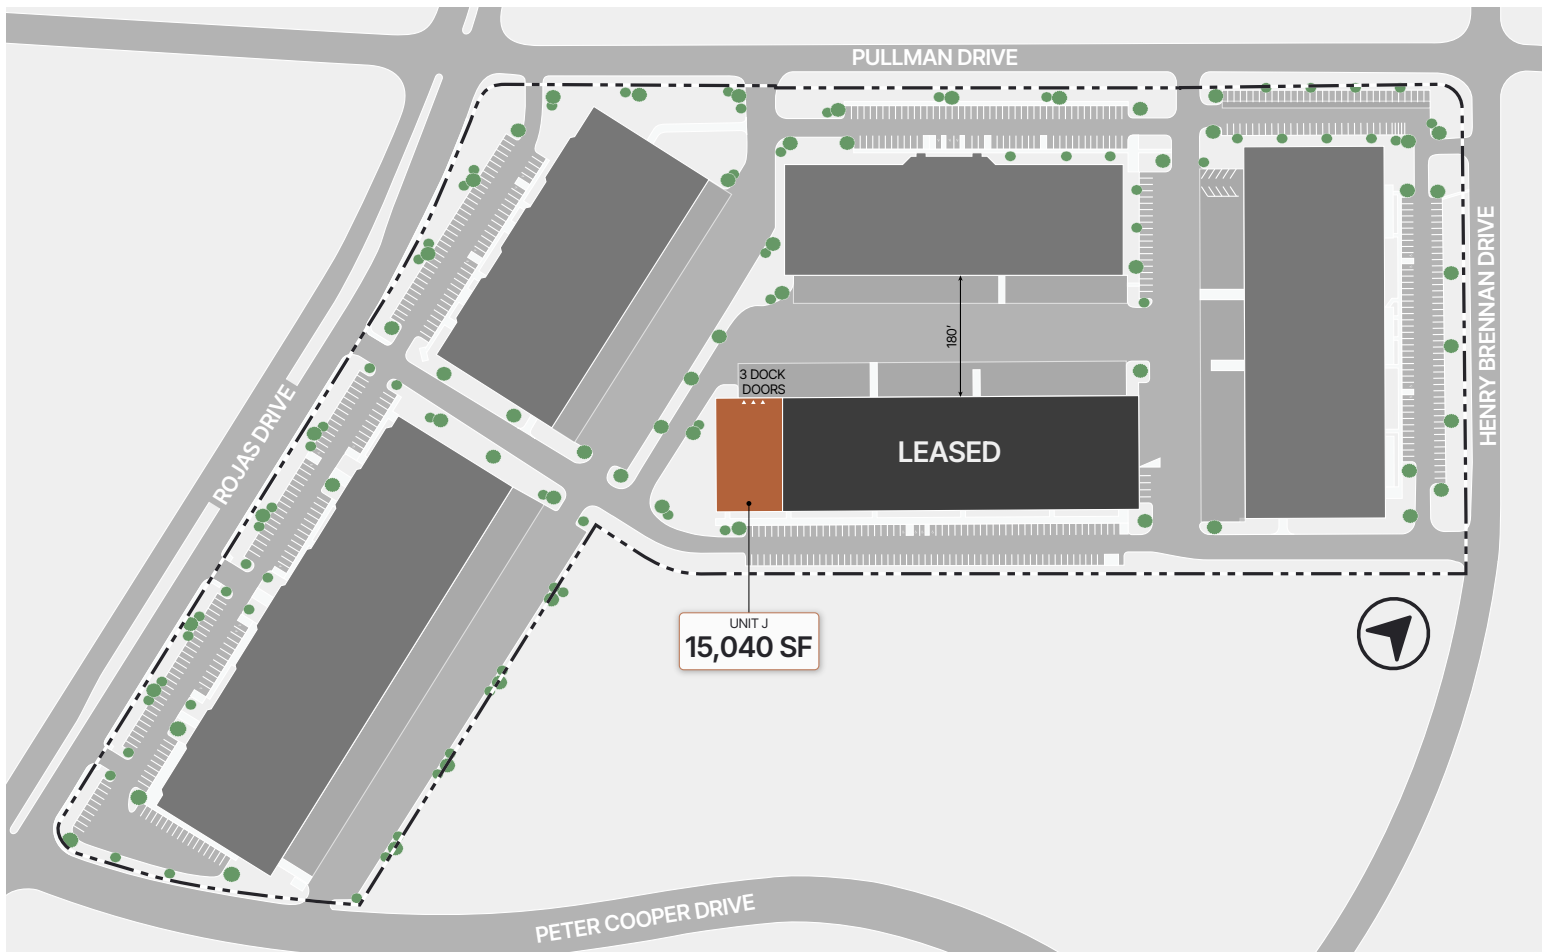 PULLMAN DRIVE
HENRY BRENNAN DRIVE
180'
3 DOCK
DOORS
ROJAS DRIVE
LEASED
UNIT J
15,040 SF
PETER COOPER DRIVE